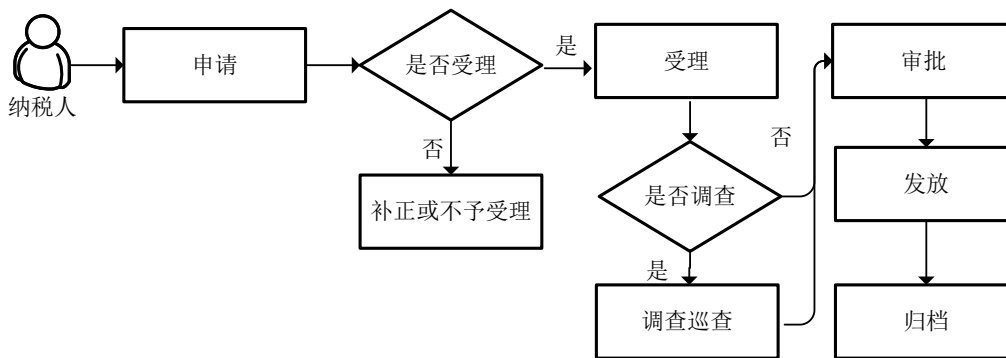 纳税人
申请
是否受理
是
否
补正或不予受理
受理
是否调查
否
是
调查巡查
审批
发放
归档